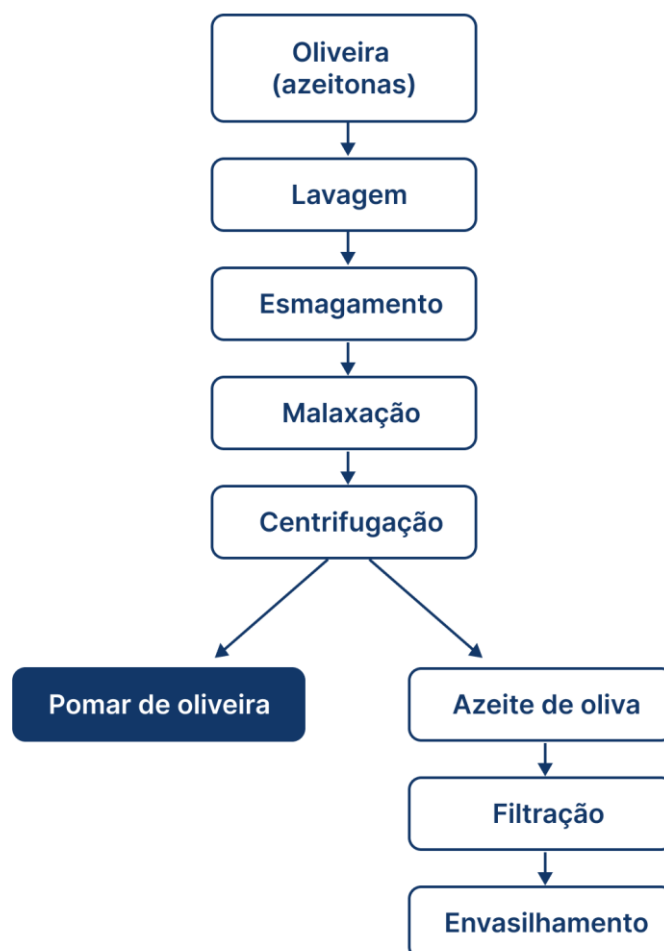 Oliveira
(azeitonas)
Lavagem
Esmagamento
Malaxação
Centrifugação
Pomar de oliveira
Azeite de oliva
Filtração
Envasilhamento